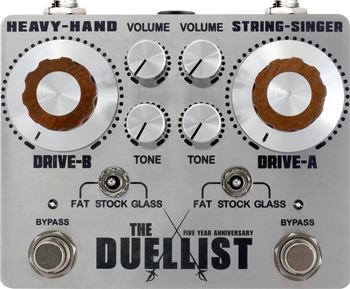 HEAVY-HAND VOLUME VOLUME STRING-SINGER
DRIVE-B TONE TONE DRIVE-A
FAT STOCK GLASS FAT STOCK GLASS
BYPASS THE FIVE YEAR ANNIVERSARY BYPASS
DUELLIST